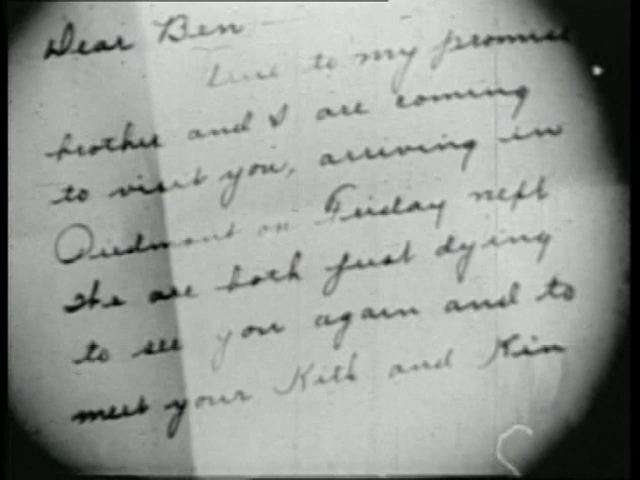 Dear Ben
True to my promise
brother and I are coming
to visit you, arriving in
Piedmont on Friday next
We are both just dying
to see you again and to
meet your Kith and Kin